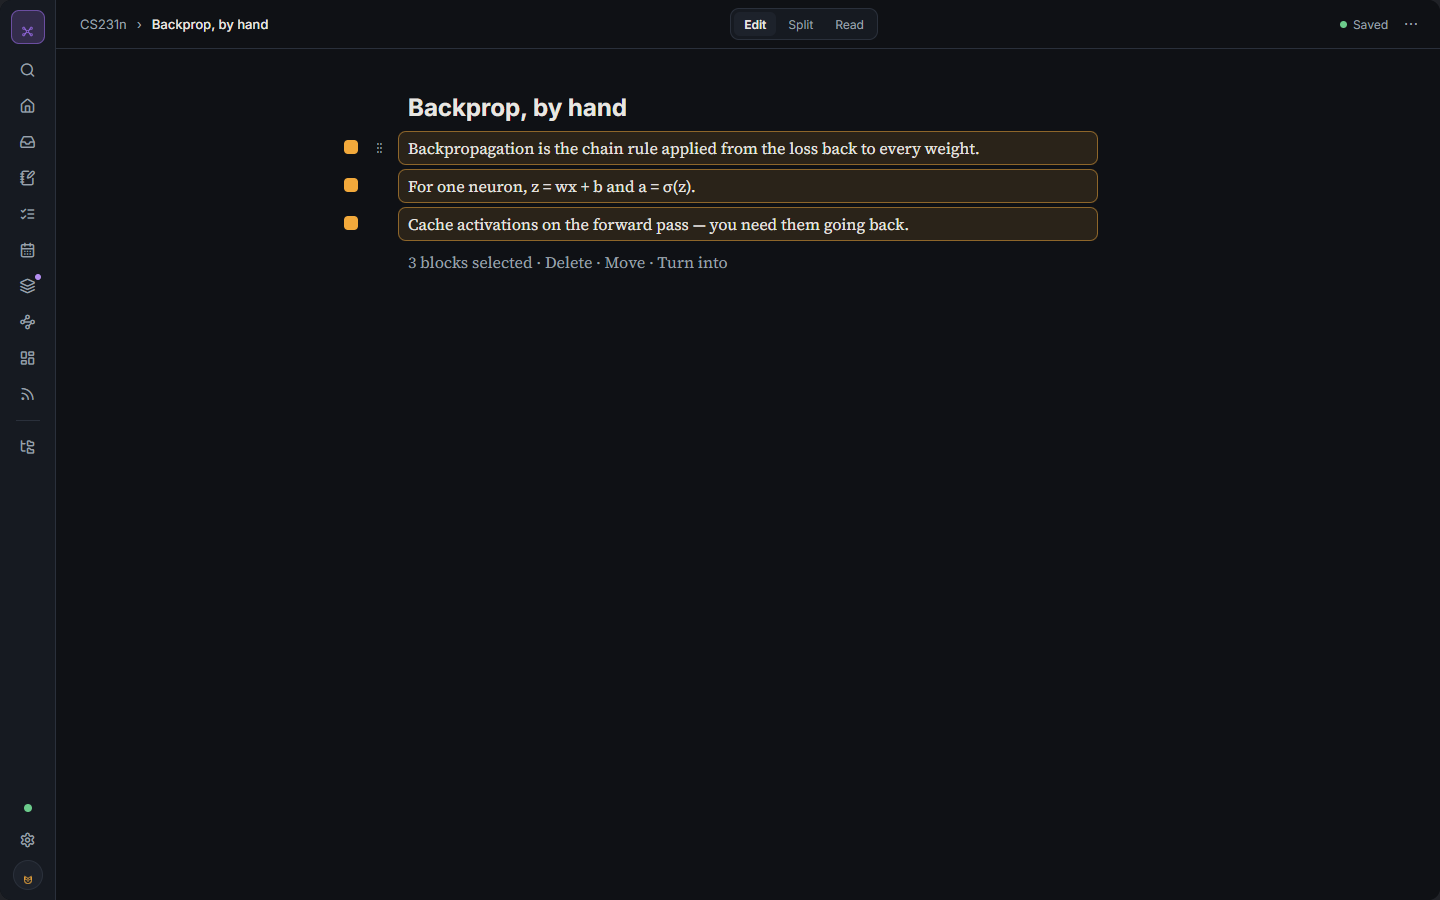 CS231n › Backprop, by hand
Edit Split Read
Saved
Backprop, by hand
Backpropagation is the chain rule applied from the loss back to every weight.
For one neuron, z = wx + b and a = σ(z).
Cache activations on the forward pass — you need them going back.
3 blocks selected · Delete · Move · Turn into